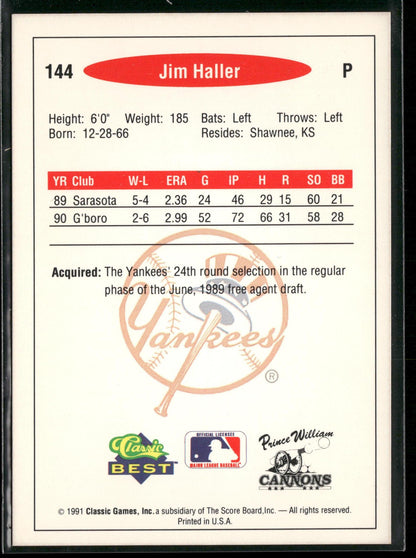 144 Jim Haller P
Height: 6'0" Weight: 185 Bats: Left Throws: Left
Born: 12-28-66 Resides: Shawnee, KS
YR Club W-L ERA G IP H R SO BB
89 Sarasota 5-4 2.36 24 46 29 15 60 21
90 G'boro 2-6 2.99 52 72 66 31 58 28
Acquired: The Yankees' 24th round selection in the regular
phase of the June, 1989 free agent draft.
Yankees
®
Classic
BEST
OFFICIAL LICENSEE
MAJOR LEAGUE BASEBALL
Prince William
CANNONS
© 1991 Classic Games, Inc. a subsidiary of The Score Board, Inc. — All rights reserved.
Printed in U.S.A.